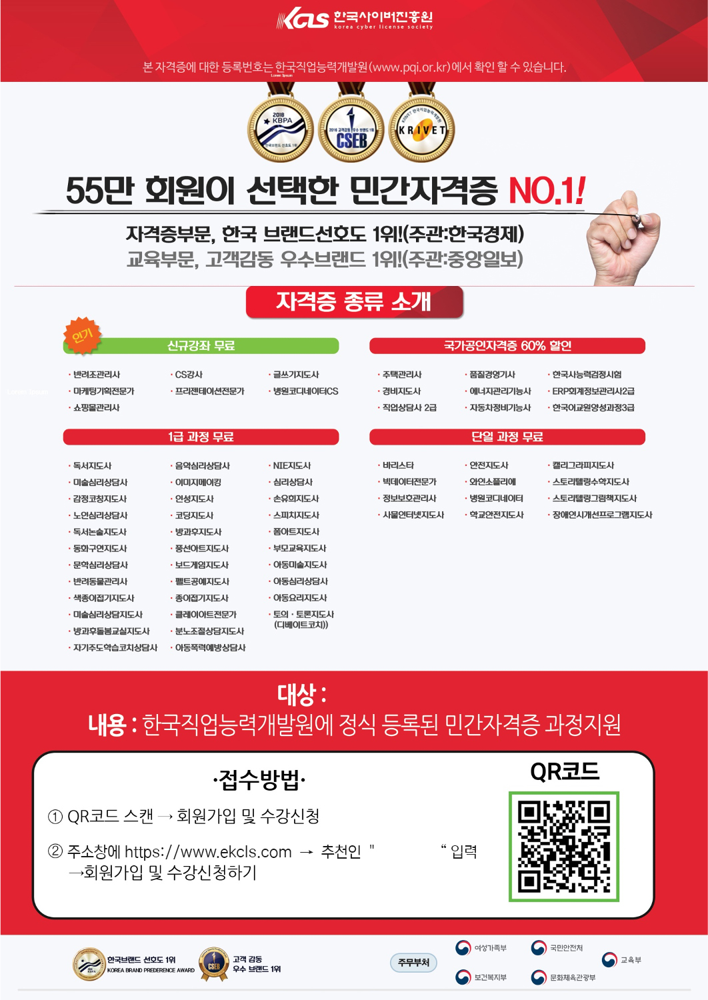 KCLS 한국사이버진흥원
korea cyber license society
본 자격증에 대한 등록번호는 한국직업능력개발원(www.pqi.or.kr)에서 확인 할 수 있습니다.
Lorem Ipsum
2018 KBPA 한국브랜드 선호도 1위
2016 고객감동 우수 브랜드 1위 CSEB
KRIVET 한국직업능력개발원 KRIVET
55만 회원이 선택한 민간자격증 NO.1!
자격증부문, 한국 브랜드선호도 1위!(주관:한국경제)
교육부문, 고객감동 우수브랜드 1위!(주관:중앙일보)
자격증 종류 소개
인기
신규강좌 무료
· 반려조관리사 · CS강사 · 글쓰기지도사
· 마케팅기획전문가 · 프리젠테이션전문가 · 병원코디네이터CS
· 쇼핑몰관리사
Lorem Ipsum
국가공인자격증 60% 할인
· 주택관리사 · 품질경영기사 · 한국사능력검정시험
· 경비지도사 · 에너지관리기능사 · ERP회계정보관리사2급
· 직업상담사 2급 · 자동차정비기능사 · 한국어교원양성과정3급
1급 과정 무료
· 독서지도사 · 음악심리상담사 · NIE지도사
· 미술심리상담사 · 이미지메이킹 · 심리상담사
· 감정코칭지도사 · 인성지도사 · 손유희지도사
· 노인심리상담사 · 코딩지도사 · 스피치지도사
· 독서논술지도사 · 방과후지도사 · 폼아트지도사
· 동화구연지도사 · 풍선아트지도사 · 부모교육지도사
· 문학심리상담사 · 보드게임지도사 · 아동미술지도사
· 반려동물관리사 · 펠트공예지도사 · 아동심리상담사
· 색종이접기지도사 · 종이접기지도사 · 아동요리지도사
· 미술심리상담지도사 · 클레이아트전문가 · 토의 · 토론지도사
(디베이트코치))
· 방과후돌봄교실지도사 · 분노조절상담지도사
· 자기주도학습코치상담사 · 아동폭력예방상담사
단일 과정 무료
· 바리스타 · 안전지도사 · 캘리그라피지도사
· 빅데이터전문가 · 와인소믈리에 · 스토리텔링수학지도사
· 정보보호관리사 · 병원코디네이터 · 스토리텔링그림책지도사
· 사물인터넷지도사 · 학교안전지도사 · 장애인식개선프로그램지도사
대상 :
내용 : 한국직업능력개발원에 정식 등록된 민간자격증 과정지원
·접수방법·
QR코드
① QR코드 스캔 → 회원가입 및 수강신청
② 주소창에 https://www.ekcls.com → 추천인 " “ 입력
→회원가입 및 수강신청하기
한국브랜드 선호도 1위
KOREA BRAND PREDERENCE AWARD
CSEB
고객 감동
우수 브랜드 1위
주무부처
여성가족부 국민안전처
교육부
보건복지부 문화체육관광부